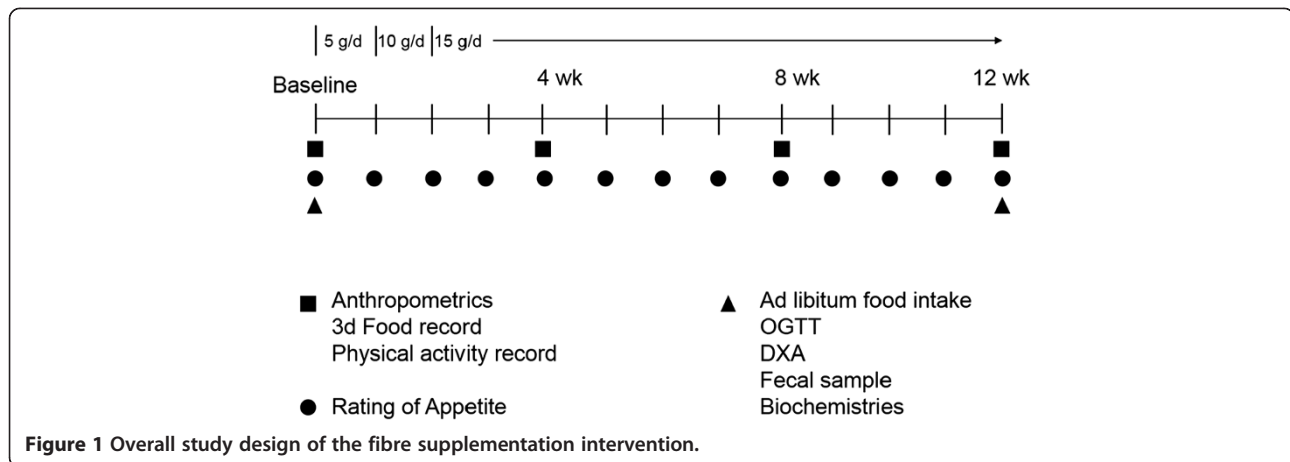 5 g/d 10 g/d 15 g/d
Baseline 4 wk 8 wk 12 wk
Anthropometrics
3d Food record
Physical activity record
Rating of Appetite
Ad libitum food intake
OGTT
DXA
Fecal sample
Biochemistries
Figure 1 Overall study design of the fibre supplementation intervention.